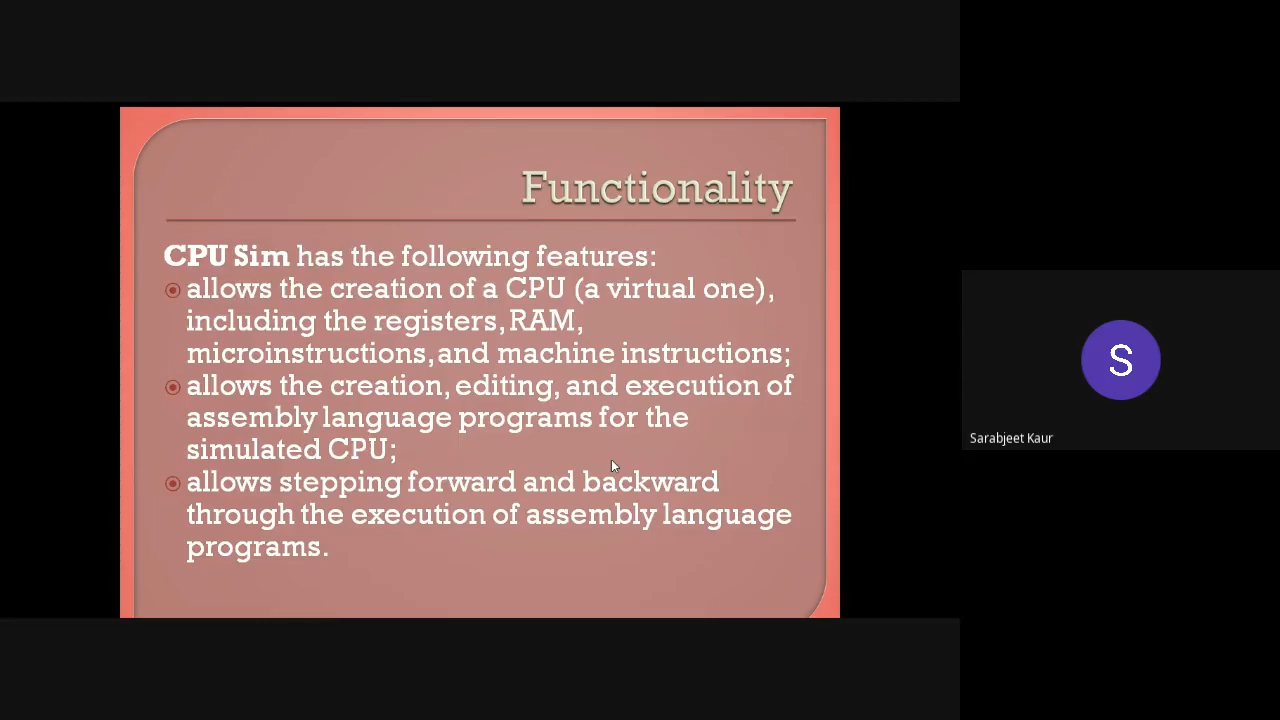 Functionality
CPU Sim has the following features:
allows the creation of a CPU (a virtual one),
including the registers, RAM,
microinstructions, and machine instructions;
allows the creation, editing, and execution of
assembly language programs for the
simulated CPU;
allows stepping forward and backward
through the execution of assembly language
programs.
S
Sarabjeet Kaur